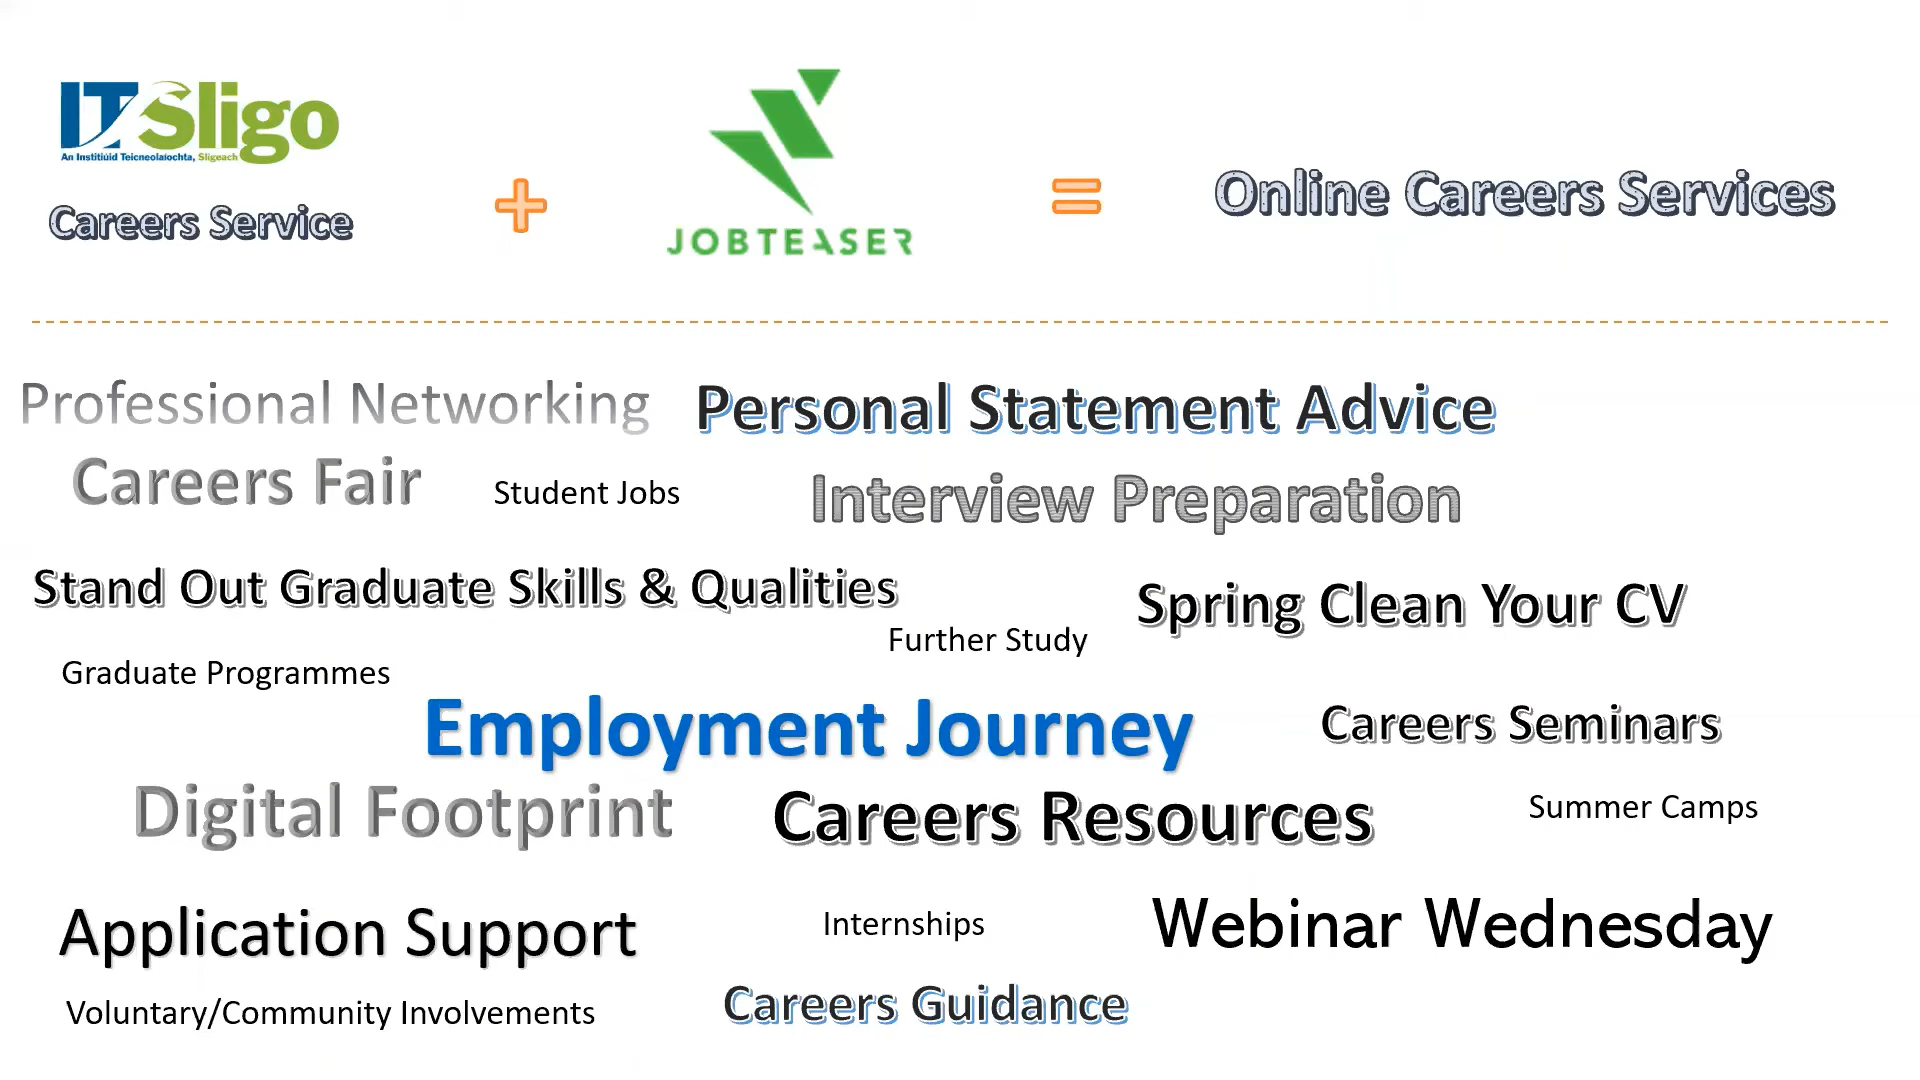 ITSligo
An Institiúid Teicneolaíochta, Sligeach
Careers Service
+
JOBTEASER
=
Online Careers Services
Professional Networking
Personal Statement Advice
Careers Fair
Student Jobs
Interview Preparation
Stand Out Graduate Skills & Qualities
Spring Clean Your CV
Further Study
Graduate Programmes
Employment Journey
Careers Seminars
Digital Footprint
Careers Resources
Summer Camps
Application Support
Internships
Webinar Wednesday
Voluntary/Community Involvements
Careers Guidance